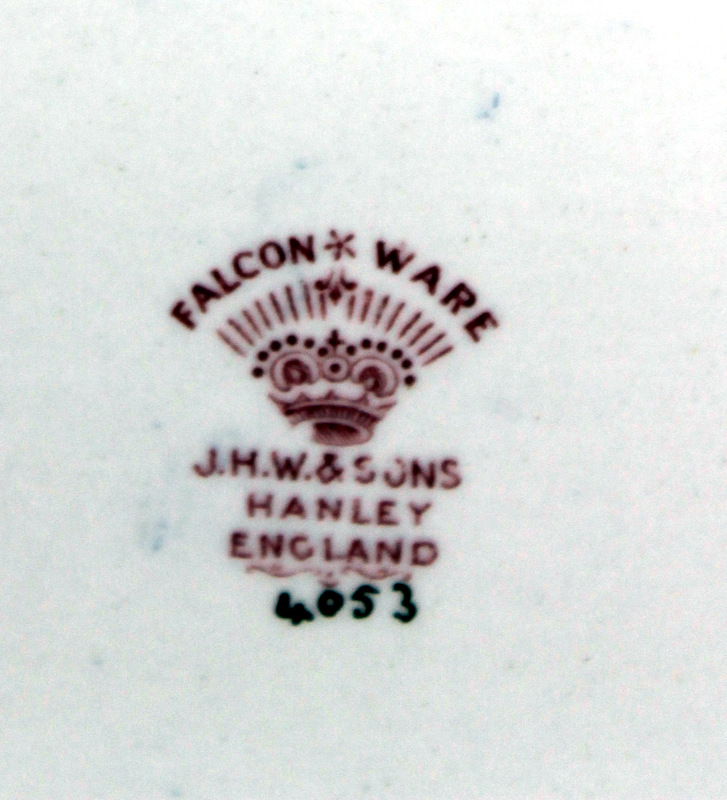 FALCON * WARE
J.H.W. & SONS
HANLEY
ENGLAND
4053